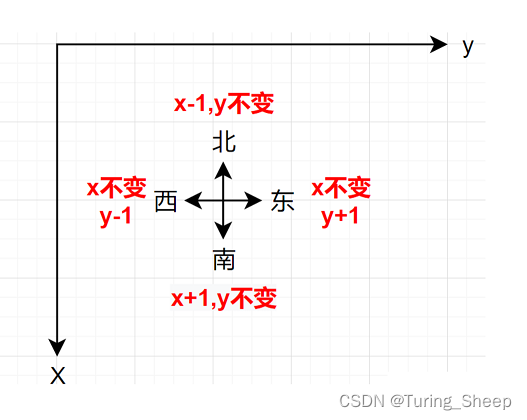 y
x-1,y不变
北
x不变
y-1
西
东
x不变
y+1
南
x+1,y不变
X
CSDN @Turing_Sheep